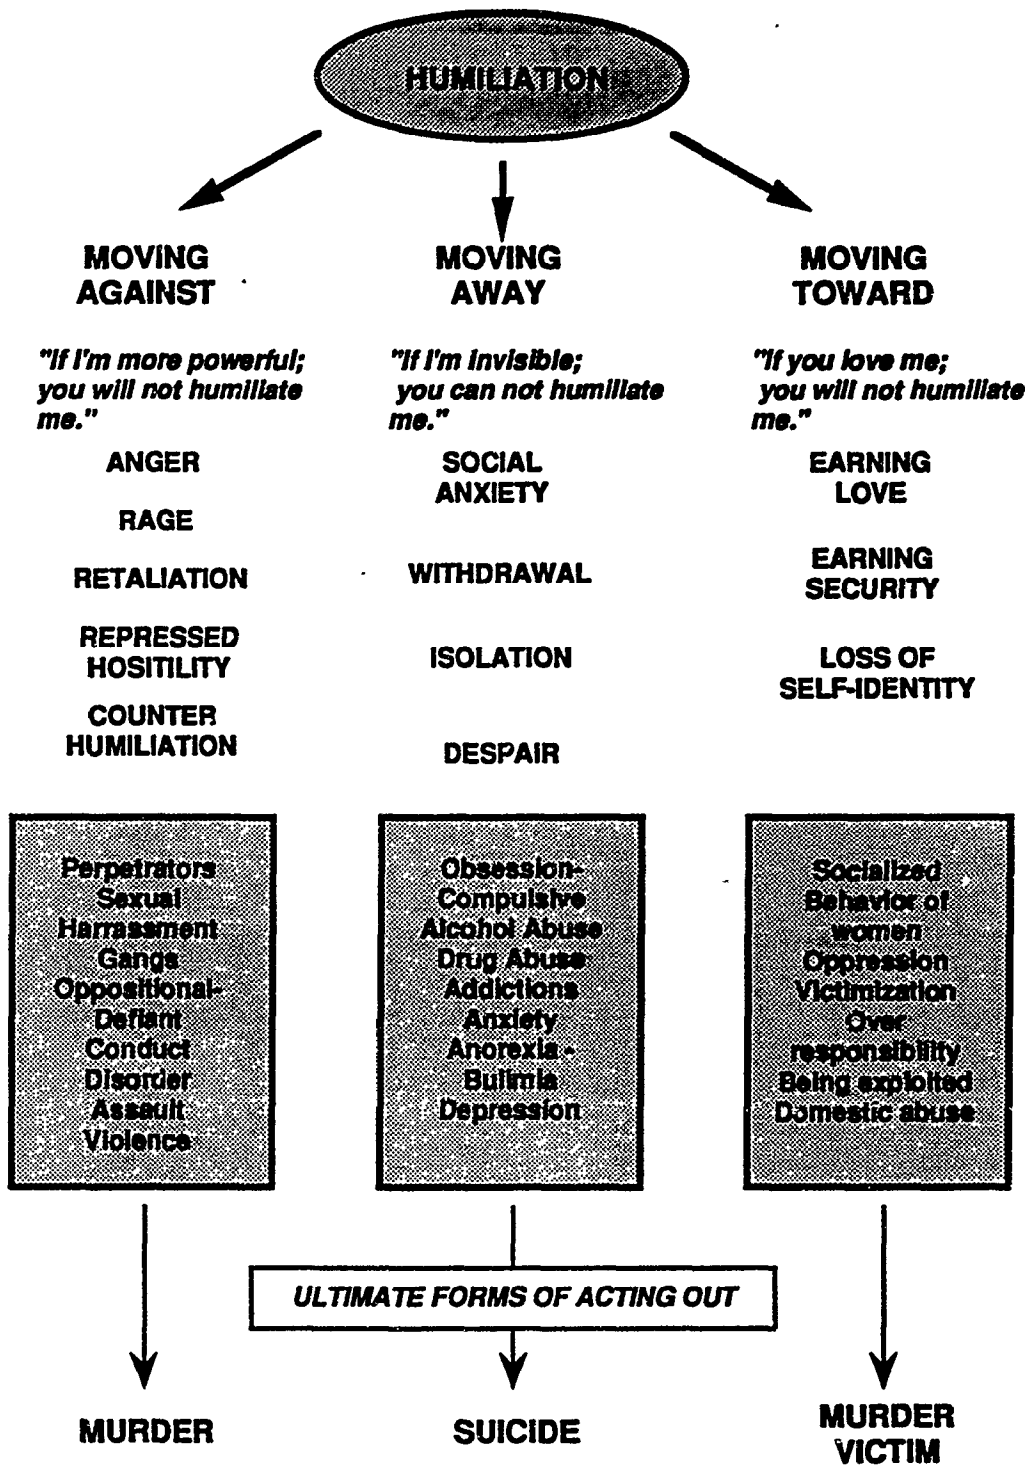 HUMILIATION
MOVING
AGAINST
"If I'm more powerful;
you will not humiliate
me."
ANGER
RAGE
RETALIATION
REPRESSED
HOSITILITY
COUNTER
HUMILIATION
Perpetrators
Sexual
Harrassment
Gangs
Oppositional-
Defiant
Conduct
Disorder
Assault
Violence
MURDER
MOVING
AWAY
"If I'm invisible;
you can not humiliate
me."
SOCIAL
ANXIETY
WITHDRAWAL
ISOLATION
DESPAIR
Obsession-
Compulsive
Alcohol Abuse
Drug Abuse
Addictions
Anxiety
Anorexia -
Bulimia
Depression
ULTIMATE FORMS OF ACTING OUT
SUICIDE
MOVING
TOWARD
"If you love me;
you will not humiliate
me."
EARNING
LOVE
EARNING
SECURITY
LOSS OF
SELF-IDENTITY
Socialized
Behavior of
women
Oppression
Victimization
Over
responsibility
Being exploited
Domestic abuse
MURDER
VICTIM